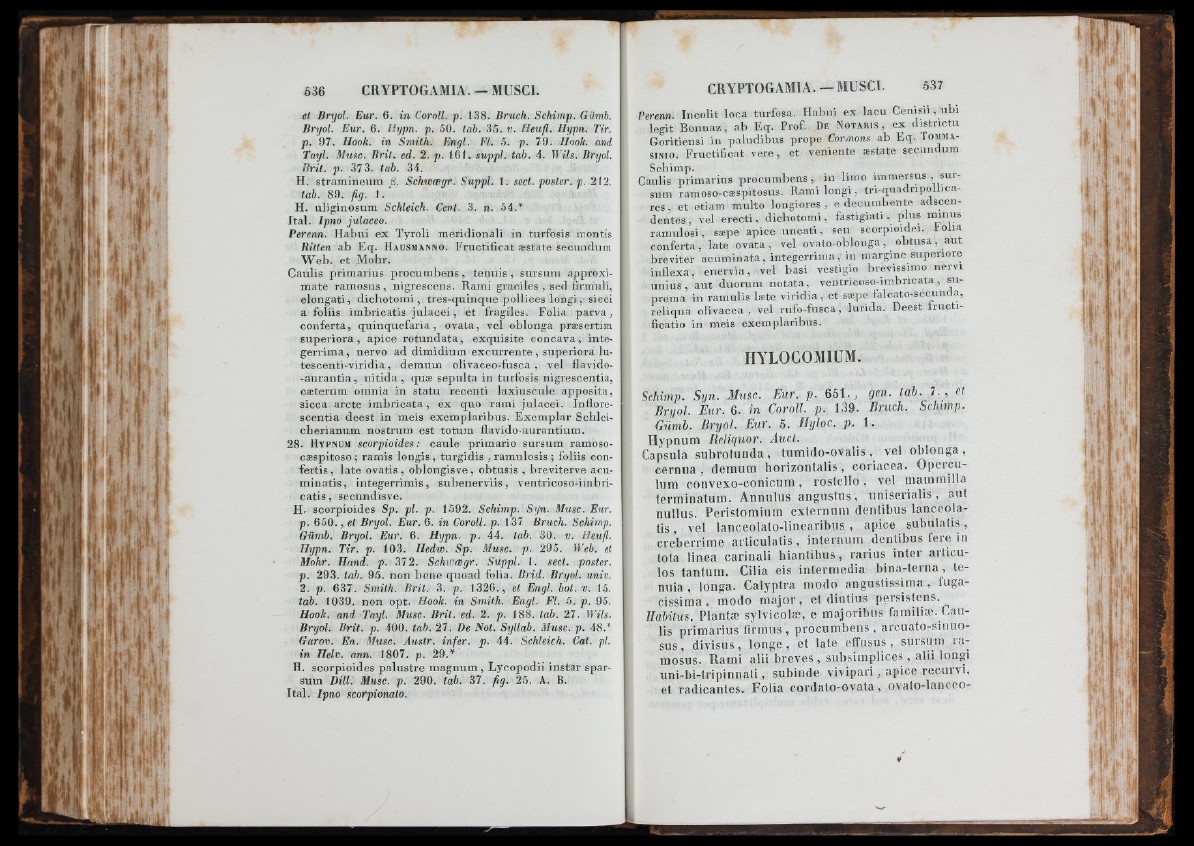 536 CRYPTOGAMIA. — MUSCI.
et Bryol. Eur. 6. in Coroll. p. 138. Bruch. Schimp. Gümb.
Bryol. Eur. 6. Hypn. p. 50. tab. 35. v. Heufl. Hypn. Tir.
p. 97. Hook. in Smith. Engl. Fl. 5. p. 79. Hook. and
Tayl. Musc. Brit. ed. 2. p. 161. suppl. tab. 4. Wils. Bryol.
Brit. p. 373. tab. 34.
H. stramineum β. Schwægr. Suppl. 1. sect. poster. p. 212.
tab. 89. fig. 1.
H. uliginosum Schleich. Cent. 3. n. 54.*
Ital. Ipno julaceo.
Perenn. Habui ex Tyroli meridionali in turfosis montis
Ritten ab Eq. HAUSMANNO. Fructificat æstate secundum
Web. et Mohr.
Caulis primarius procumbens, tenuis, sursum approxi-
mate ramosus, nigrescens. Rami graciles, sed firmuli,
elongati, dichotomi, tres-quinque pollices longi, sicci
a foliis imbricatis julacei, et fragiles. Folia parva,
conferta, quinquefaria, ovata, vel oblonga præsertim
superiora, apice rotundata, exquisite concava, inte-
gerrima, nervo ad dimidium excurrente, superiora lu-
tescenti-viridia, demum olivaceo-fusca, vel flavido-
-aurantia, nitida, quæ sepulta in turfosis nigrescentia,
cæterum omnia in statu recenti laxiuscule apposita,
sicca arcte imbricata, ex quo rami julacei. Inflore-
scentia deest in meis exemplaribus. Exemplar Schlei-
cherianum nostrum est totum flavido-aurantium.
28. HYPNUM scorpioides: caule primario sursum ramoso-
cæspitoso; ramis longis, turgidis, ramulosis; foliis con-
fertis, late ovatis, oblongisve, obtusis, breviterve acu-
minatis, integerrimis, subenerviis, ventricoso-imbri-
catis, secundisve.
H. scorpioides Sp. pl. p. 1592. Schimp. Syn. Musc. Eur.
p. 650., et Bryol. Eur. 6. in Coroll. p. 137 Bruch. Schimp.
Gümb. Bryol. Eur. 6. Hypn. p. 44. tab. 30. v. Heufl.
Hypn. Tir. p. 103. Hedw. Sp. Musc. p. 295. Web. et
Mohr. Hand. p. 372. Schwægr. Suppl. 1. sect. poster.
p. 293. tab. 95. non bene quoad folia. Brid. Bryol. univ.
2. p. 637. Smith. Brit. 3. p. 1326., et Engl. bot. v. 15.
tab. 1039. non opt. Hook. in Smith. Engl. Fl. 5. p. 95.
Hook. and Tayl. Musc. Brit. ed. 2. p. 188. tab. 27. Wils.
Bryol. Brit. p. 400. tab. 27. De Not. Syllab. Musc. p. 48.*
Garov. En. Musc. Austr. infer. p. 44. Schleich. Cat. pl.
in Helv. ann. 1807. p. 29.*
H. scorpioides palustre magnum, Lycopodii instar spar-
sum Dill. Musc. p. 290. tab. 37. fig. 25. A. B.
Ital. Ipno scorpionato.
CRYPTOGAMIA. — MUSCI. 537
Perenn. Incolit loca turfosa. Habui ex lacu Cenisii, ubi
legit Bonnaz, ab Eq. Prof. DE NOTARIS, ex districtu
Goritiensi in paludibus prope Cormons ab Eq. TOMMA-
SINIO. Fructificat vere, et veniente æstate secundum
Schimp.
Caulis primarius procumbens, in limo immersus, sur-
sum ramoso-cæspitosus. Rami longi, tri-quadripollica-
res, et etiam multo longiores, e decumbente adscen-
dentes, vel erecti, dichotomi, fastigiati, plus minus
ramulosi, sæpe apice uncati, seu scorpioidei. Folia
conferta, late ovata, vel ovato-oblonga, obtusa, aut
breviter acuminata, integerrima, in margine superiore
inflexa, enervia, vel basi vestigio brevissimo nervi
unius, aut duorum notata, ventricoso-imbricata, su-
prema in ramulis læte viridia, et sæpe falcato-secunda,
reliqua olivacea, vel rufo-fusca, lucida. Deest fructi-
ficatio in meis exemplaribus.
HYLOCOMIUM.
Schimp. Syn. Musc. Eur. p. 651., gen. tab. 7., et
Bryol. Eur. 6. in Coroll. p. 139. Bruch. Schimp.
Gümb. Bryol. Eur. 5. Hyloc. p. 1.
Hypnum Reliquor. Auct.
Capsula subrotunda, tumido-ovalis, vel oblonga,
cernua, demum horizontalis, coriacea. Opercu-
lum convexo-conicum, rostello, vel mammilla
terminatum. Annulus angustus, uniserialis, aut
nullus. Peristomium externum dentibus lanceola-
tis, vel lanceolato-linearibus, apice subulatis,
creberrime articulatis, internum dentibus fere in
tota linea carinali hiantibus, rarius inter articu-
los tantum. Cilia eis intermedia bina-terna, te-
nuia, longa. Calyptra modo angustissima, fuga-
cissima, modo major, et diutius persistens.
Habitus. Plantæ sylvicolæ, e majoribus familiæ. Cau-
lis primarius firmus, procumbens, arcuato-sinuo-
sus, divisus, longe, et late effusus, sursum ra-
mosus. Rami alii breves, subsimplices, alii longi
uni-bi-tripinnati, subinde vivipari, apice recurvi,
et radicantes. Folia cordato-ovata, ovato-lanceo-